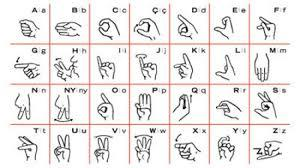 Aa Bb Cc Çç Dd Ee Ff
Gg Hh Ii Jj Kk Ll Mm
Nn NYny Oo Pp Qq Rr Ss
Tt Uu Vv Ww Xx Yy Zz